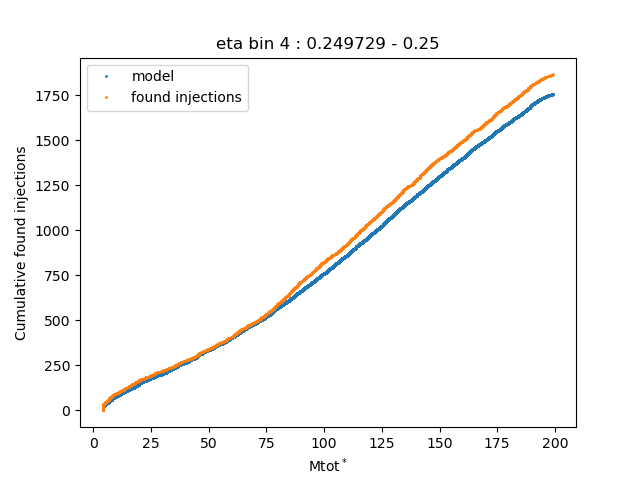 eta bin 4 : 0.249729 - 0.25
model
found injections
Cumulative found injections
1750
1500
1250
1000
750
500
250
0
0 25 50 75 100 125 150 175 200
Mtot*